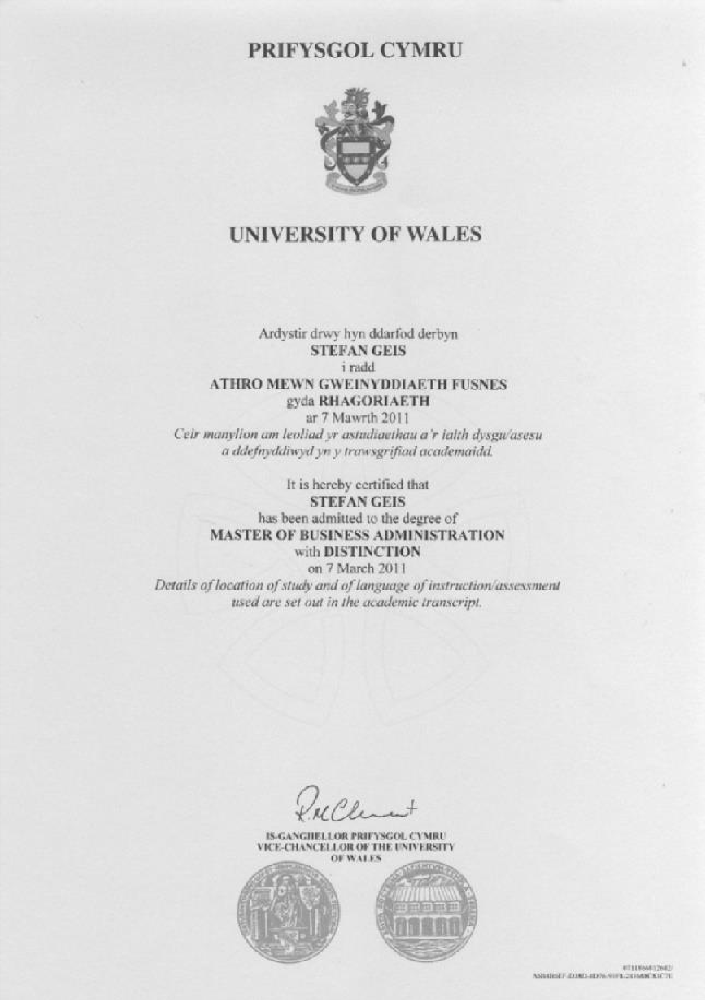 PRIFYSGOL CYMRU
UNIVERSITY OF WALES
Ardystir drwy hyn ddarfod derbyn
STEFAN GEIS
i radd
ATHRO MEWN GWEINYDDIAETH FUSNES
gyda RHAGORIAETH
ar 7 Mawrth 2011
Ceir manylion am leoliad yr astudiaethau a'r iaith dysgu/asesu
a ddefnyddiwyd yn y trawsgrifiad academaidd.
It is hereby certified that
STEFAN GEIS
has been admitted to the degree of
MASTER OF BUSINESS ADMINISTRATION
with DISTINCTION
on 7 March 2011
Details of location of study and of language of instruction/assessment
used are set out in the academic transcript.
R.M Clement
IS-GANGHELLOR PRIFYSGOL CYMRU
VICE-CHANCELLOR OF THE UNIVERSITY
OF WALES